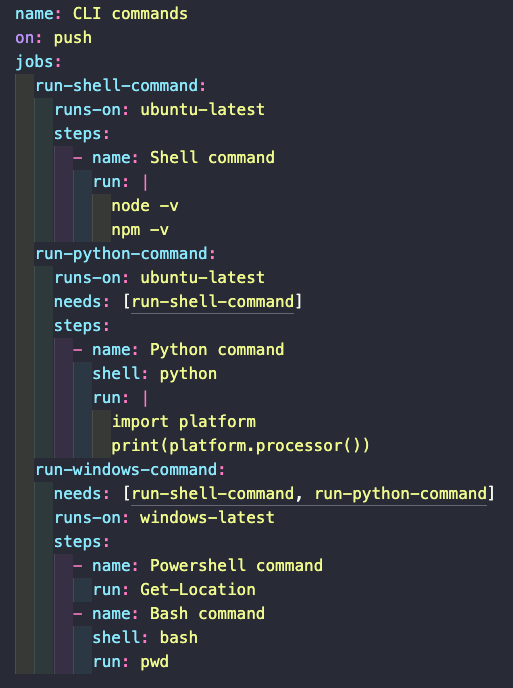 name: CLI commands
on: push
jobs:
  run-shell-command:
    runs-on: ubuntu-latest
    steps:
      - name: Shell command
        run: |
          node -v
          npm -v
  run-python-command:
    runs-on: ubuntu-latest
    needs: [run-shell-command]
    steps:
      - name: Python command
        shell: python
        run: |
          import platform
          print(platform.processor())
  run-windows-command:
    needs: [run-shell-command, run-python-command]
    runs-on: windows-latest
    steps:
      - name: Powershell command
        run: Get-Location
      - name: Bash command
        shell: bash
        run: pwd